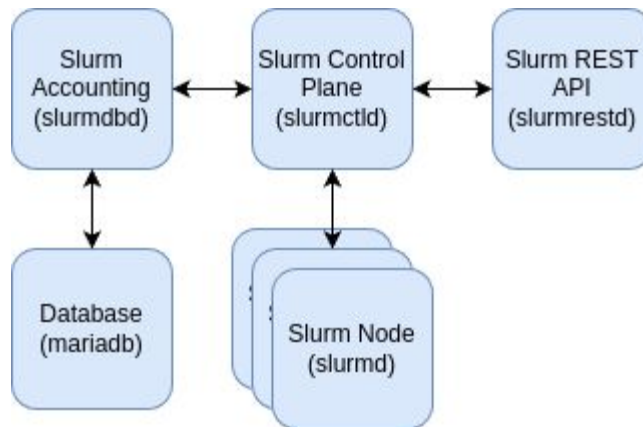 Slurm
Accounting
(slurmdbd)
Slurm Control
Plane
(slurmctld)
Slurm REST
API
(slurmrestd)
Database
(mariadb)
Slurm Node
(slurmd)